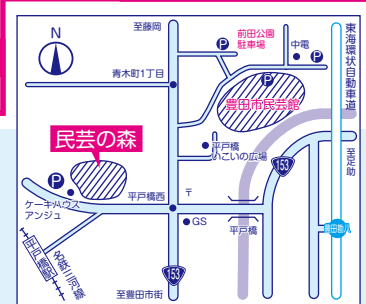 N
至藤岡
前田公園
駐車場
P
中電
P
東海環状自動車道
青木町1丁目
P
豊田市民芸館
民芸の森
平戸橋
いこいの広場
153
至足助
P
ケーキハウス
アンジュ
平戸橋西
〒
GS
平戸橋
豊田勘八
平戸橋駅
名鉄三河線
153
至豊田市街